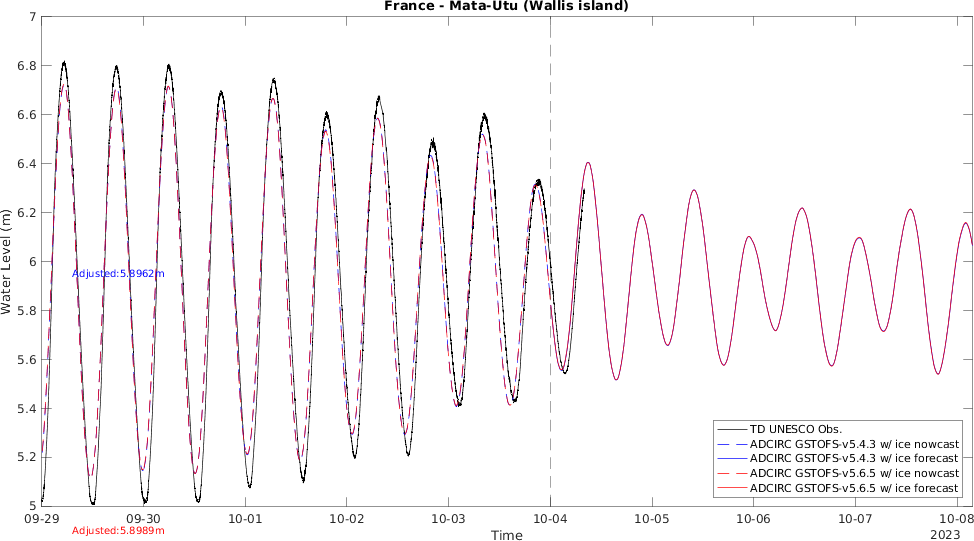 France - Mata-Utu (Wallis island)
7
6.8
6.6
6.4
6.2
6
5.8
5.6
5.4
5.2
5
Water Level (m)
Adjusted:5.8962m
Adjusted:5.8989m
TD UNESCO Obs.
ADCIRC GSTOFS-v5.4.3 w/ ice nowcast
ADCIRC GSTOFS-v5.4.3 w/ ice forecast
ADCIRC GSTOFS-v5.6.5 w/ ice nowcast
ADCIRC GSTOFS-v5.6.5 w/ ice forecast
09-29 09-30 10-01 10-02 10-03 10-04 10-05 10-06 10-07 10-08
Time
2023